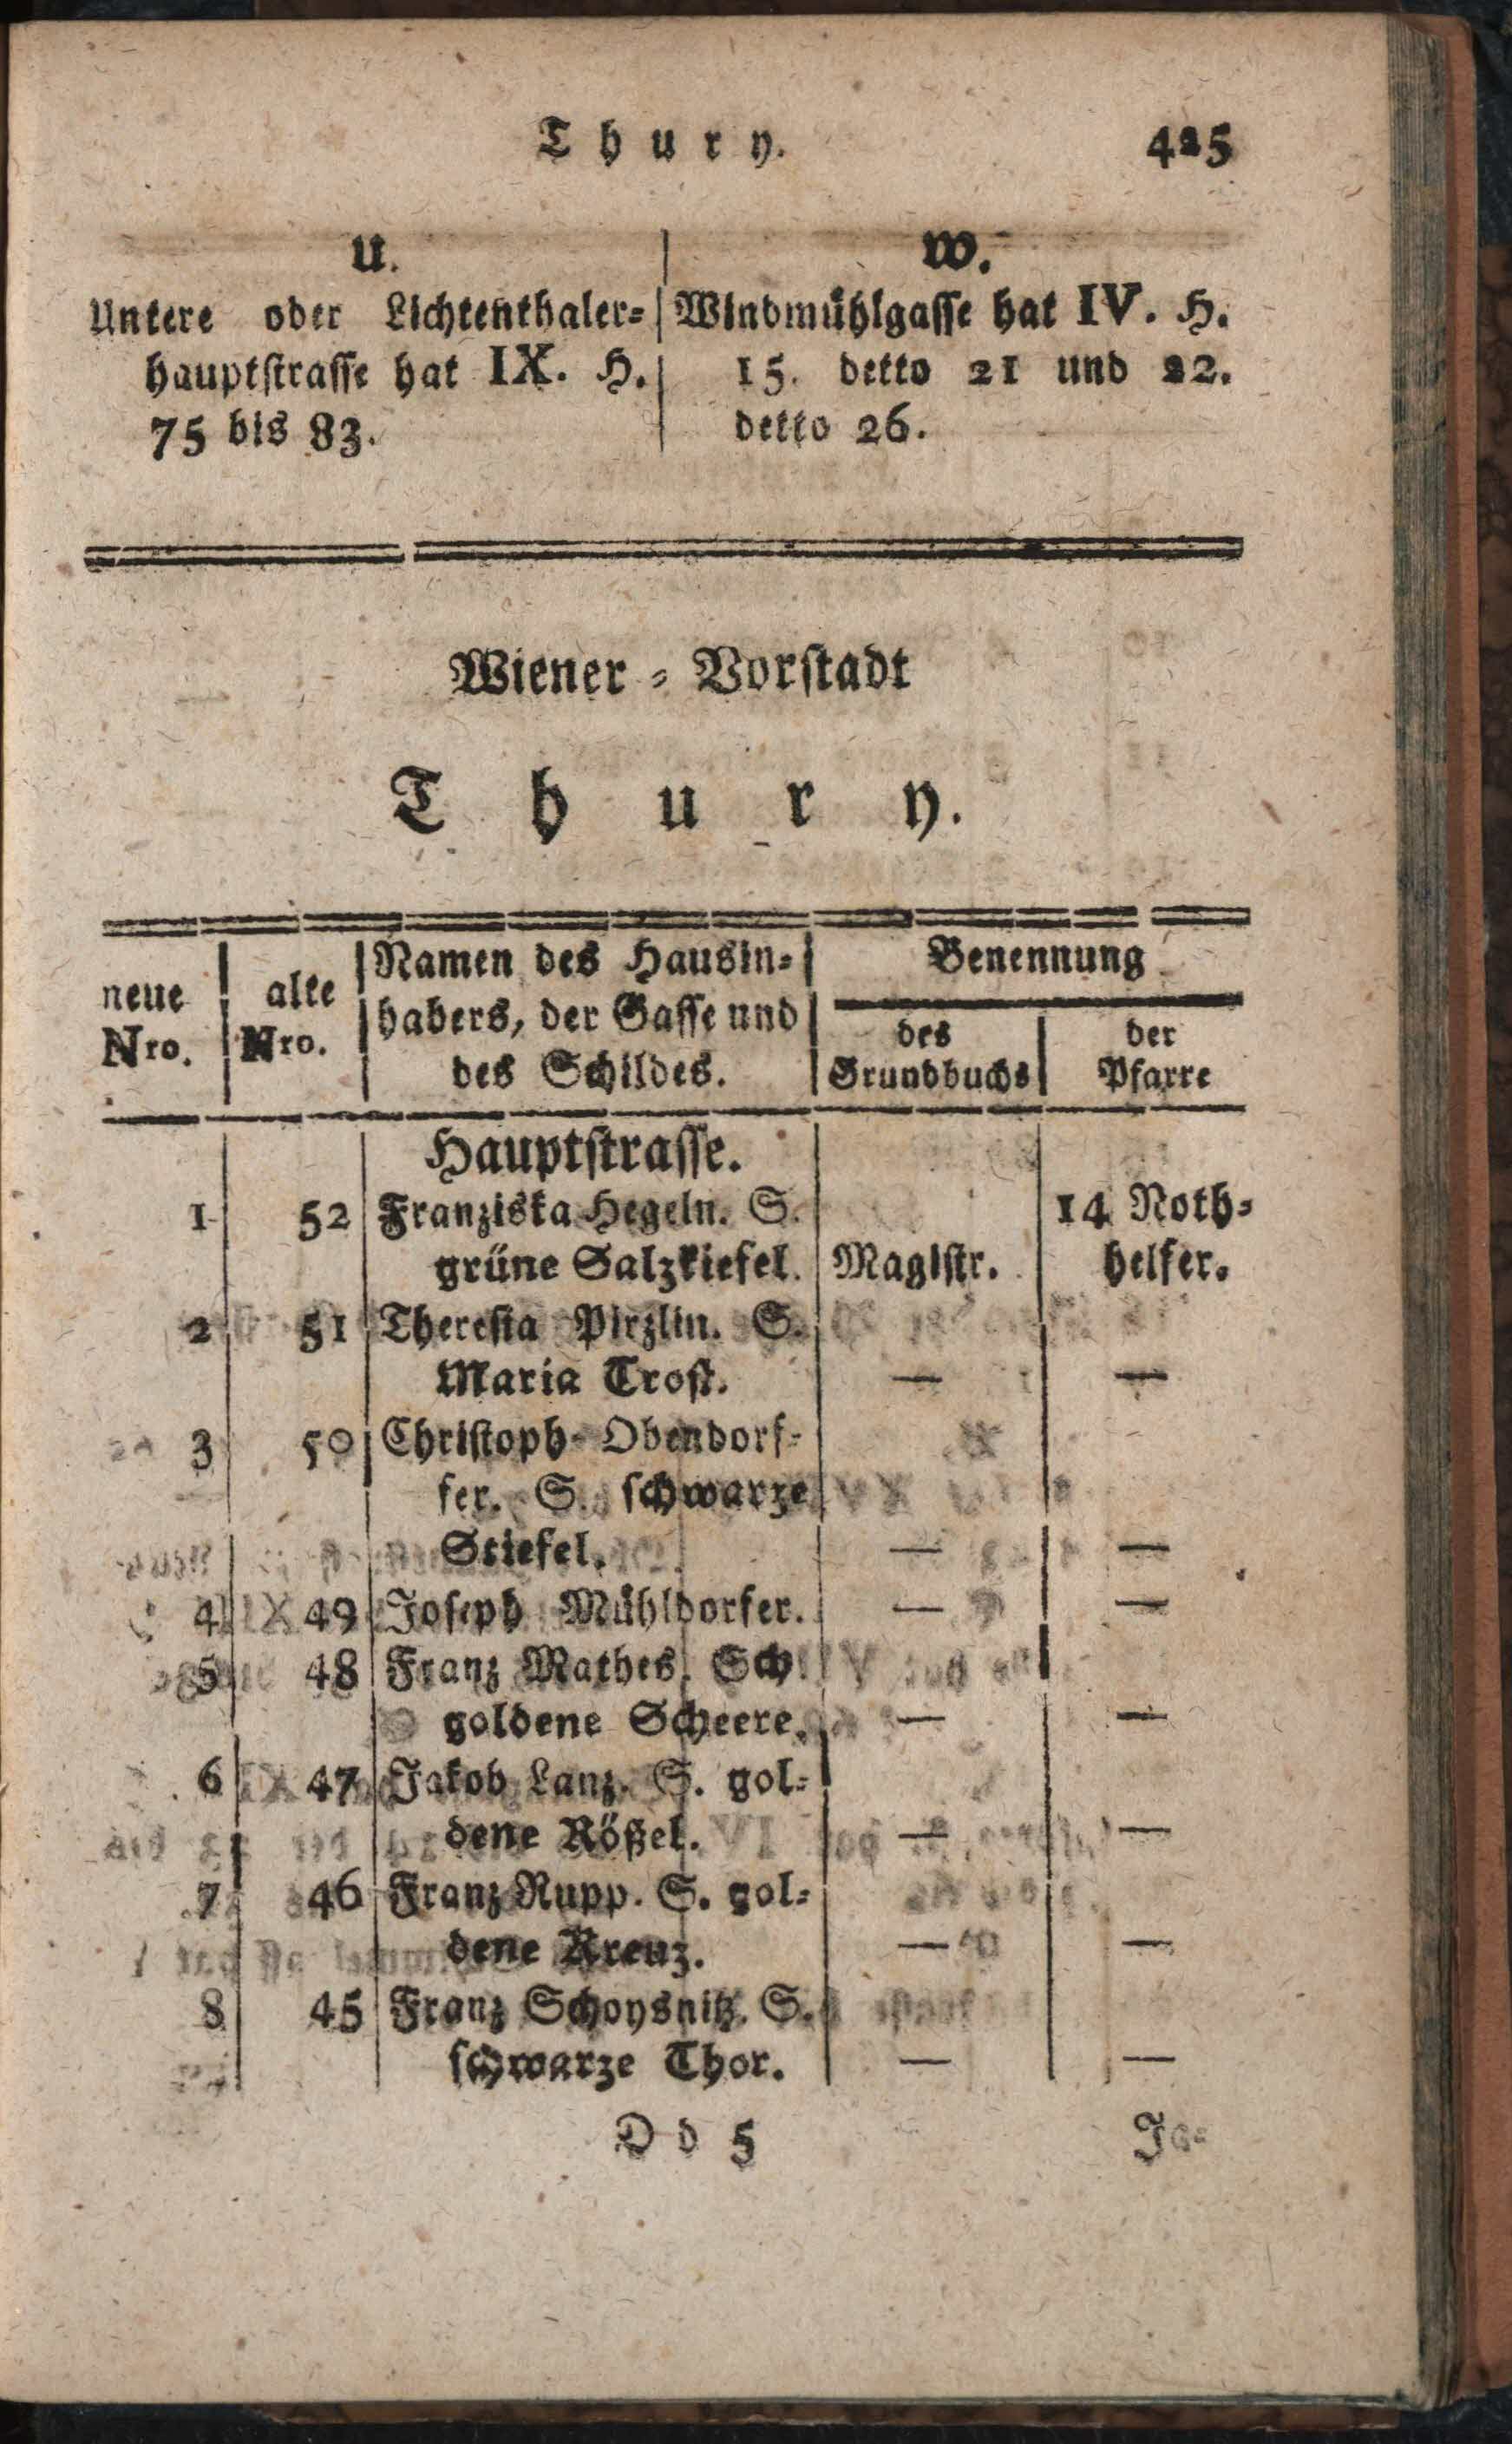 Thury.
425
U.
Untere oder Lichtenthaler=
hauptstrasse hat IX. H.
75 bis 83.
W.
Windmühlgasse hat IV. H.
15. detto 21 und 22.
detto 26.
Wiener = Vorstadt
Thury.
neue Nro.
alte Nro.
Namen des Hausin=
habers, der Gasse und
des Schildes.
Benennung
des Grundbuchs
der Pfarre
Hauptstrasse.
1 52 Franziska Hegeln. S. 14 Noth=
grüne Salzkiefel. Magistr. helfer.
2 51 Theresia Pirzlin. S.
Maria Trost. — —
3 50 Christoph Obendorf=
fer. S. schwarze
Stiefel. — —
4 49 Joseph Mühldorfer. — —
5 48 Franz Mathes. Sch
goldene Scheere. — —
6 47 Jakob Lanz. S. gol=
dene Rößel. — —
7 46 Franz Rupp. S. gol=
dene Kreuz. — —
8 45 Franz Schoysnitz. S.
schwarze Thor. — —
Dd 5
Ja=